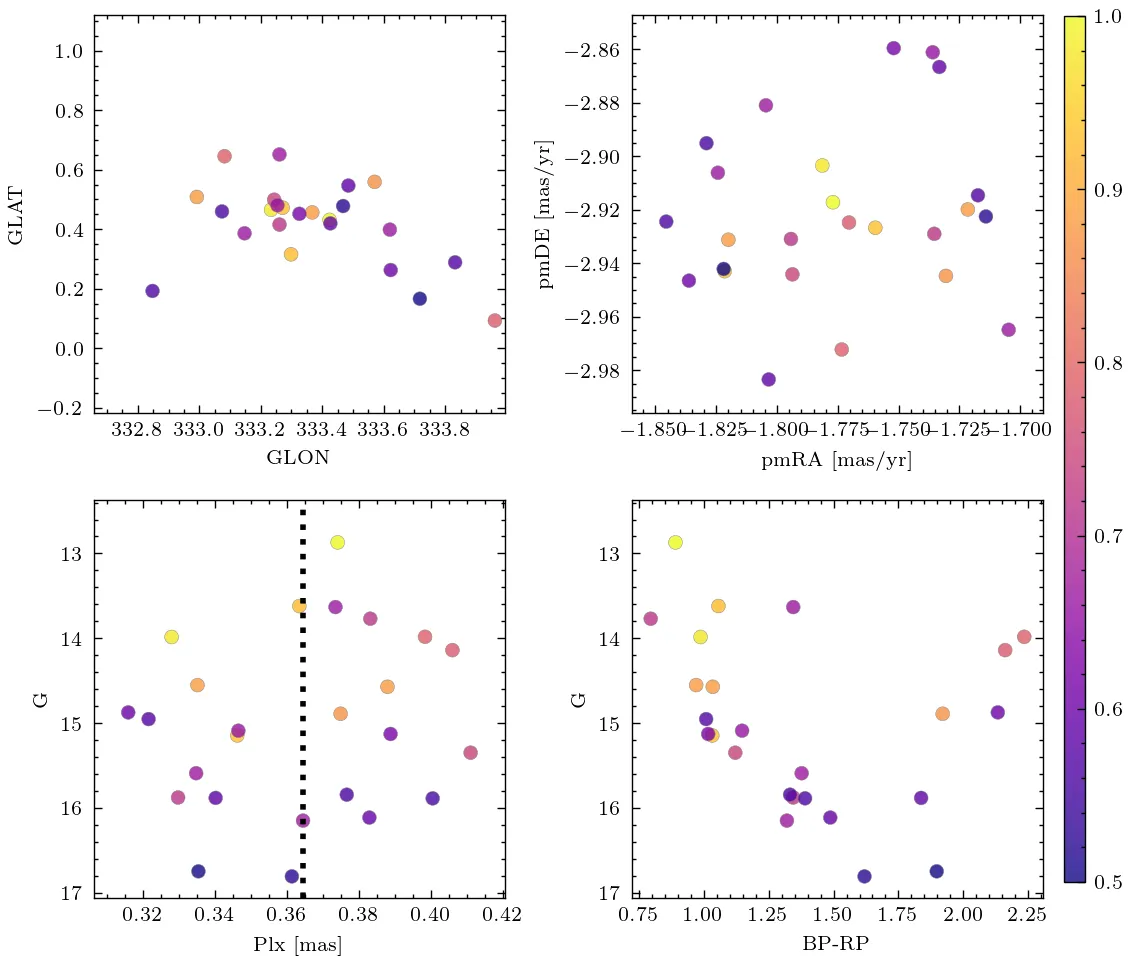 1.0
0.8
0.6
0.4
0.2
0.0
−0.2
GLAT
332.8 333.0 333.2 333.4 333.6 333.8
GLON
−2.86
−2.88
−2.90
−2.92
−2.94
−2.96
−2.98
pmDE [mas/yr]
−1.850 −1.825 −1.800 −1.775 −1.750 −1.725 −1.700
pmRA [mas/yr]
13
14
15
16
17
G
0.32 0.34 0.36 0.38 0.40 0.42
Plx [mas]
13
14
15
16
17
G
0.75 1.00 1.25 1.50 1.75 2.00 2.25
BP-RP
1.0
0.9
0.8
0.7
0.6
0.5